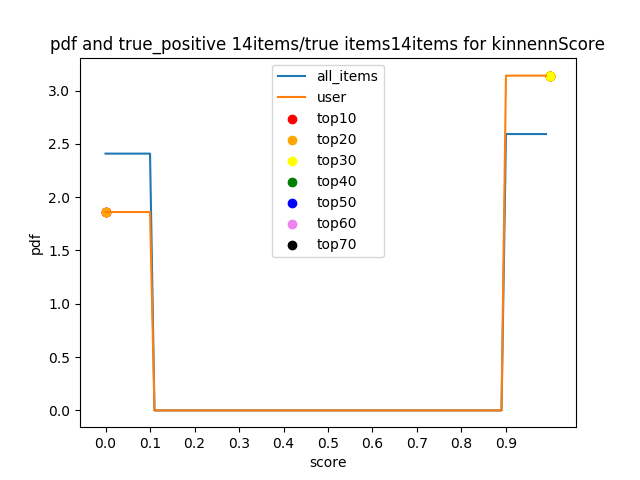 pdf and true_positive 14items/true items14items for kinnennScore
all_items
user
top10
top20
top30
top40
top50
top60
top70
3.0
2.5
2.0
1.5
1.0
0.5
0.0
pdf
0.0 0.1 0.2 0.3 0.4 0.5 0.6 0.7 0.8 0.9
score